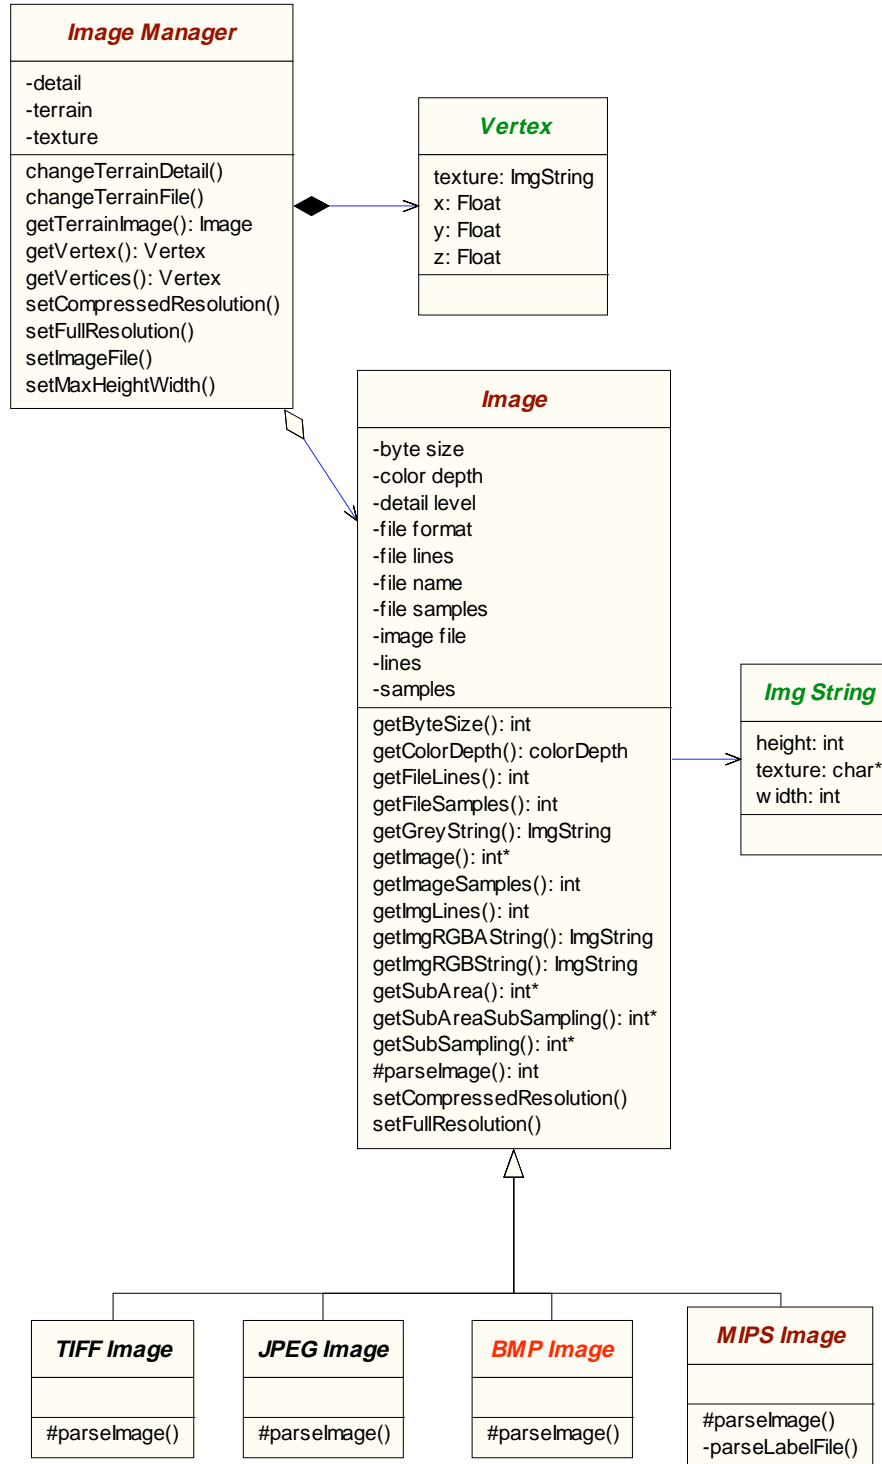 Image Manager
-detail
-terrain
-texture
changeTerrainDetail()
changeTerrainFile()
getTerrainImage(): Image
getVertex(): Vertex
getVertices(): Vertex
setCompressedResolution()
setFullResolution()
setImageFile()
setMaxHeightWidth()
Vertex
texture: ImgString
x: Float
y: Float
z: Float
Image
-byte size
-color depth
-detail level
-file format
-file lines
-file name
-file samples
-image file
-lines
-samples
getByteSize(): int
getColorDepth(): colorDepth
getFileLines(): int
getFileSamples(): int
getGreyString(): ImgString
getImage(): int*
getImageSamples(): int
getImgLines(): int
getImgRGBAString(): ImgString
getImgRGBString(): ImgString
getSubArea(): int*
getSubAreaSubSampling(): int*
getSubSampling(): int*
#parseImage(): int
setCompressedResolution()
setFullResolution()
Img String
height: int
texture: char*
width: int
TIFF Image
#parseImage()
JPEG Image
#parseImage()
BMP Image
#parseImage()
MIPS Image
#parseImage()
-parseLabelFile()